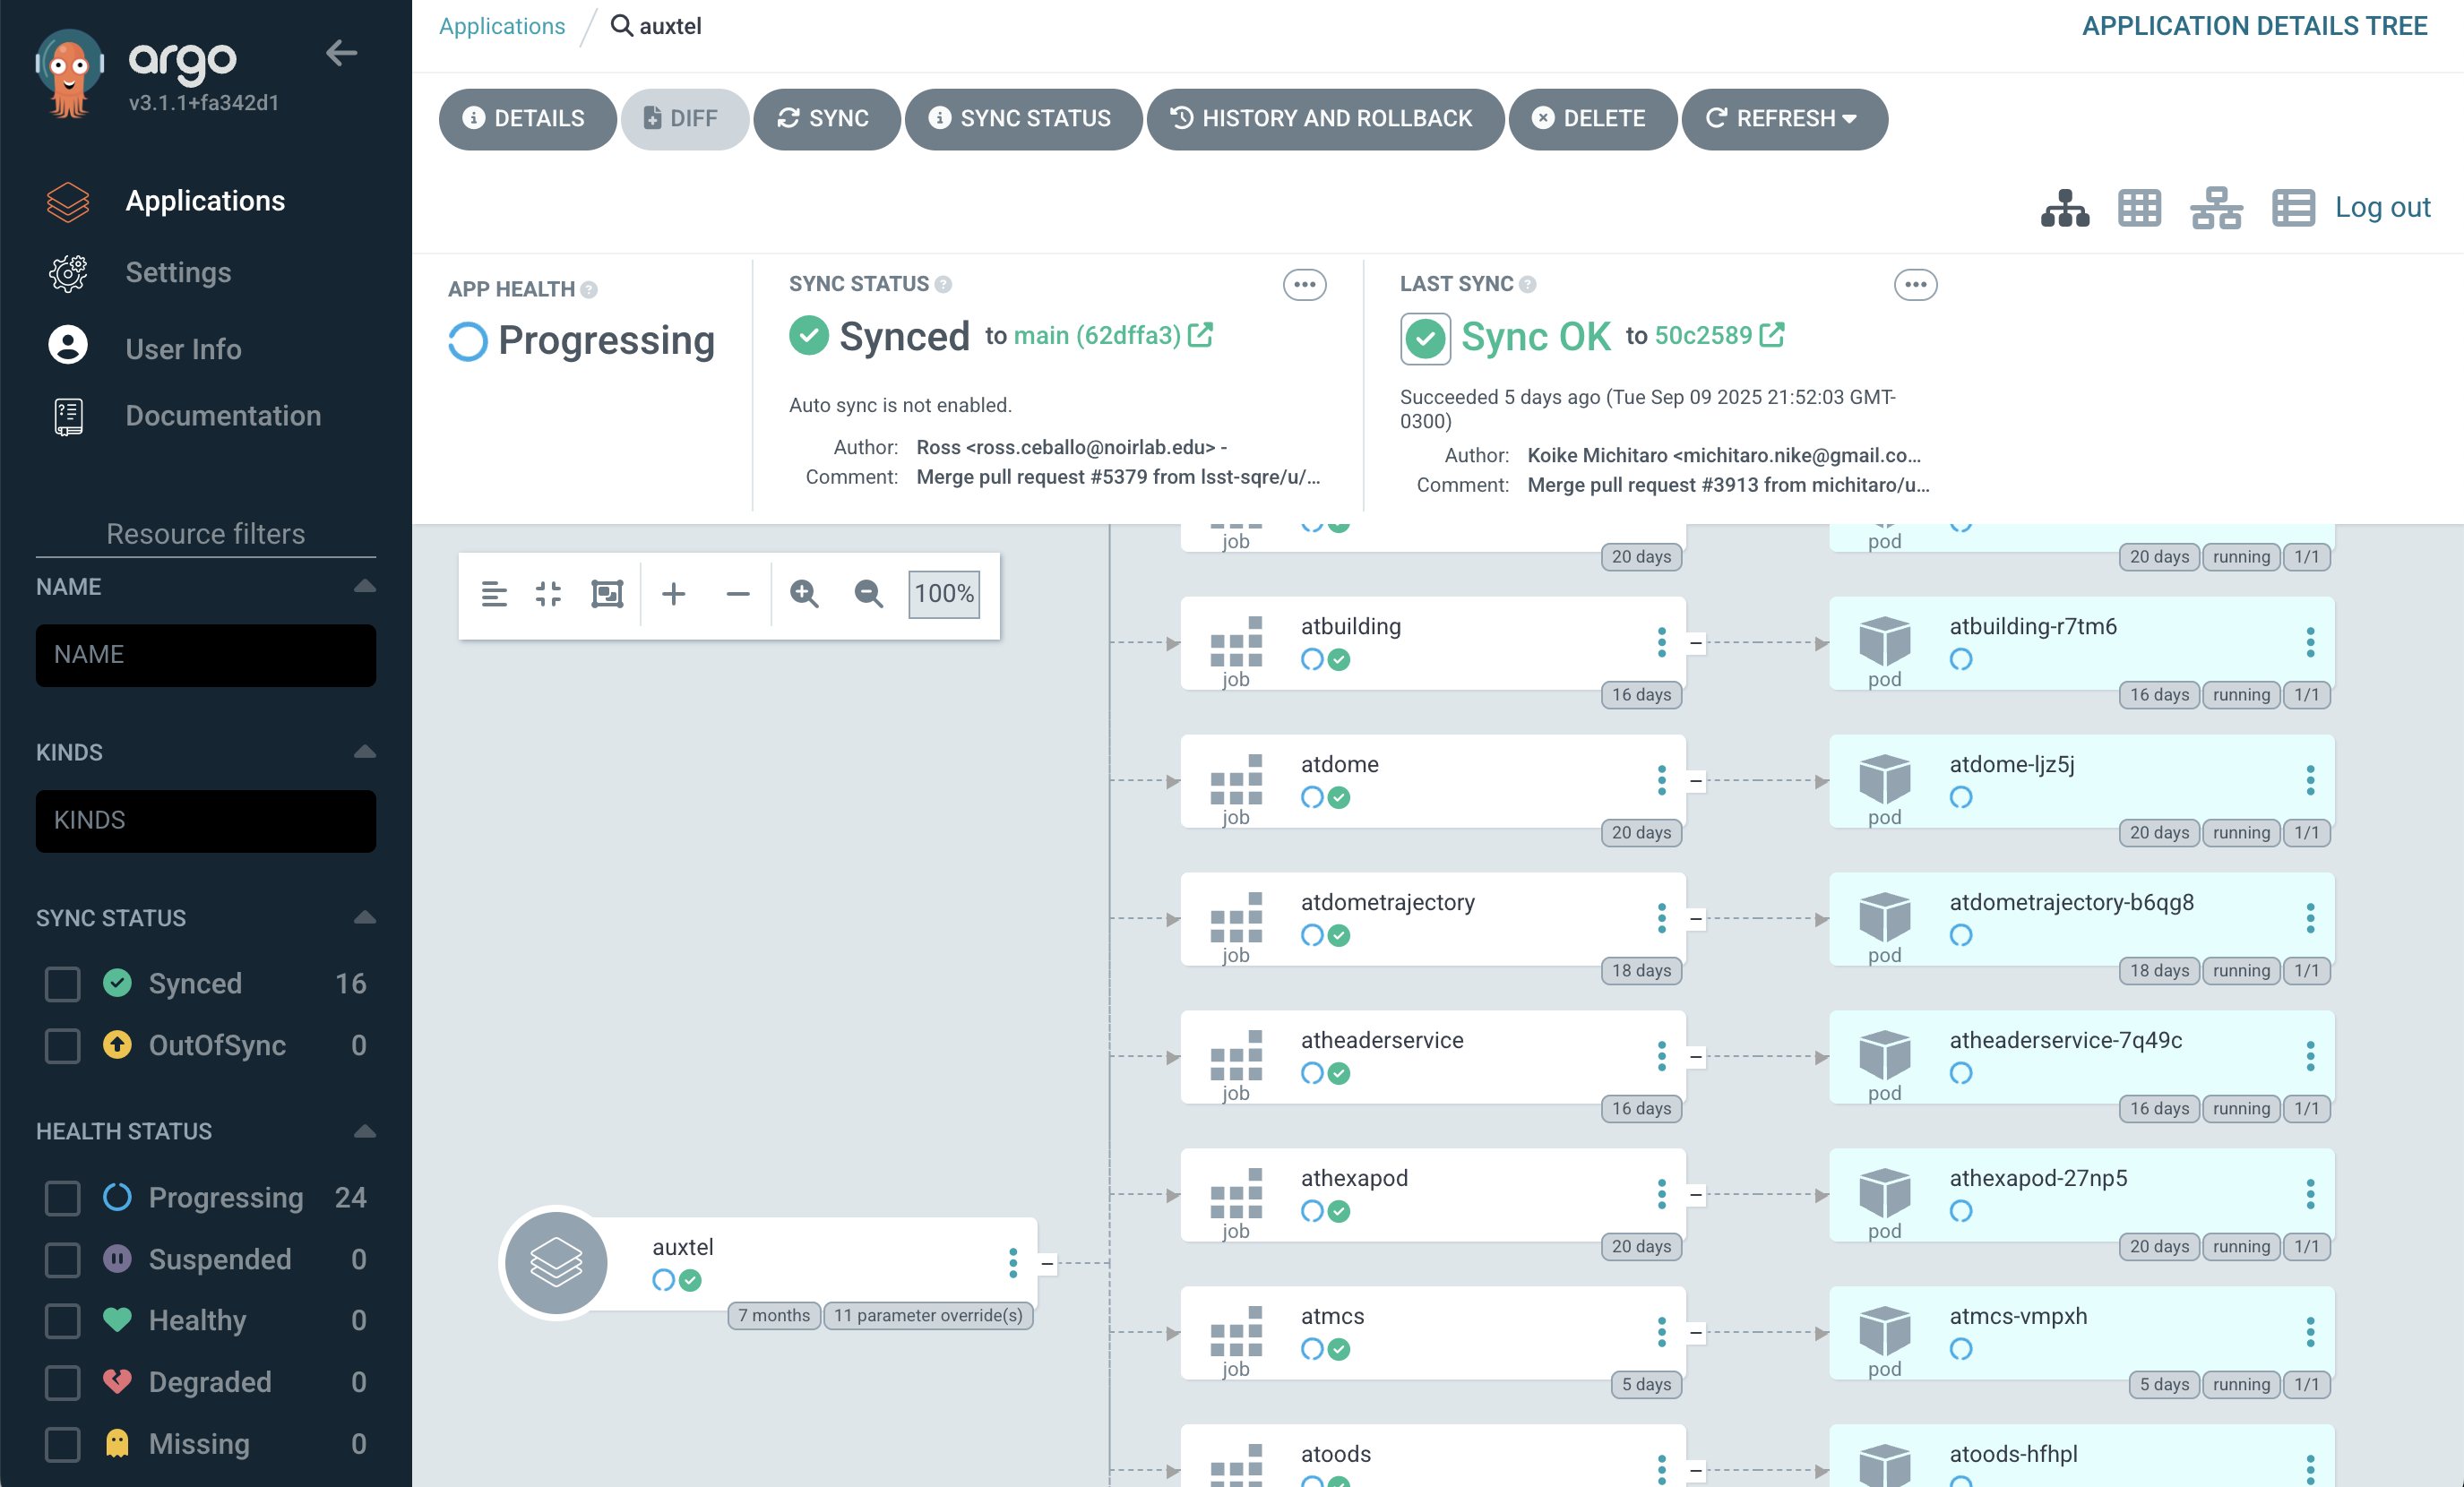 argo
v3.1.1+fa342d1
Applications
Settings
User Info
Documentation
Resource filters
NAME
NAME
KINDS
KINDS
SYNC STATUS
Synced 16
OutOfSync 0
HEALTH STATUS
Progressing 24
Suspended 0
Healthy 0
Degraded 0
Missing 0
Applications / auxtel
APPLICATION DETAILS TREE
DETAILS DIFF SYNC SYNC STATUS HISTORY AND ROLLBACK DELETE REFRESH
Log out
APP HEALTH
Progressing
SYNC STATUS
Synced to main (62dffa3)
Auto sync is not enabled.
Author: Ross <ross.ceballo@noirlab.edu> -
Comment: Merge pull request #5379 from lsst-sqre/u/...
LAST SYNC
Sync OK to 50c2589
Succeeded 5 days ago (Tue Sep 09 2025 21:52:03 GMT-
0300)
Author: Koike Michitaro <michitaro.nike@gmail.co...
Comment: Merge pull request #3913 from michitaro/u...
100%
auxtel
7 months 11 parameter override(s)
job
20 days
pod
20 days running 1/1
atbuilding
job
16 days
atbuilding-r7tm6
pod
16 days running 1/1
atdome
job
20 days
atdome-ljz5j
pod
20 days running 1/1
atdometrajectory
job
18 days
atdometrajectory-b6qg8
pod
18 days running 1/1
atheaderservice
job
16 days
atheaderservice-7q49c
pod
16 days running 1/1
athexapod
job
20 days
athexapod-27np5
pod
20 days running 1/1
atmcs
job
5 days
atmcs-vmpxh
pod
5 days running 1/1
atoods
atoods-hfhpl